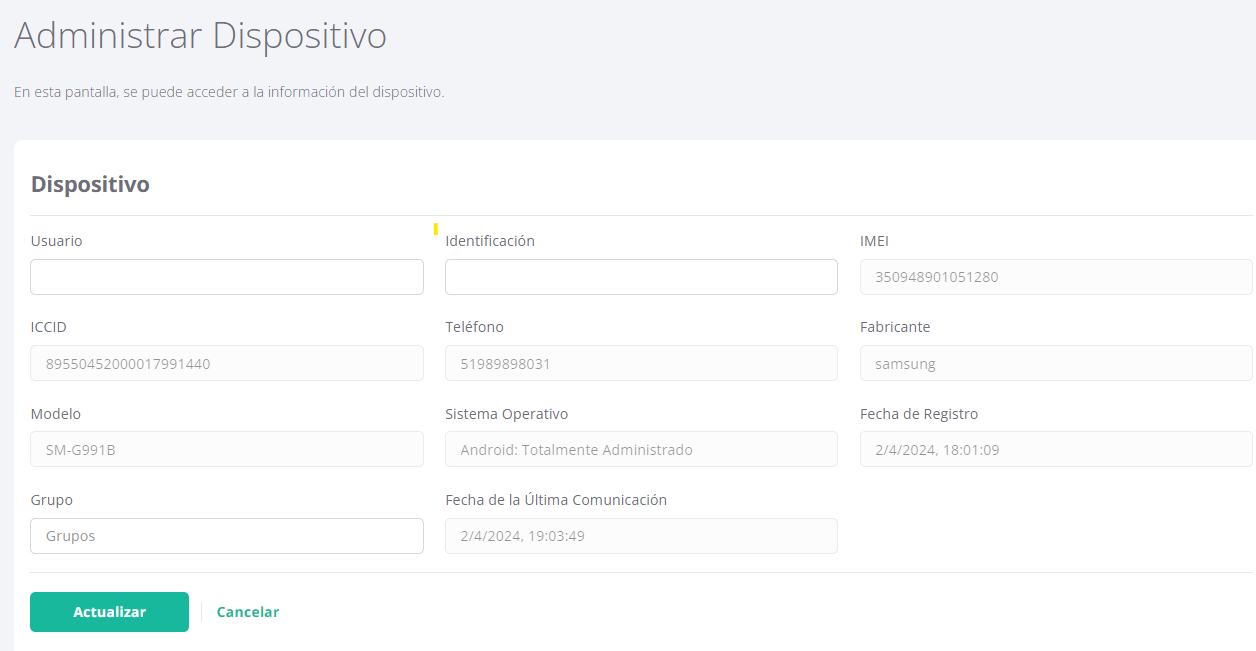 Administrar Dispositivo
En esta pantalla, se puede acceder a la información del dispositivo.
Dispositivo
Usuario
Identificación
IMEI
350948901051280
ICCID
Teléfono
Fabricante
89550452000017991440
51989898031
samsung
Modelo
Sistema Operativo
Fecha de Registro
SM-G991B
Android: Totalmente Administrado
2/4/2024, 18:01:09
Grupo
Fecha de la Última Comunicación
Grupos
2/4/2024, 19:03:49
Actualizar
Cancelar